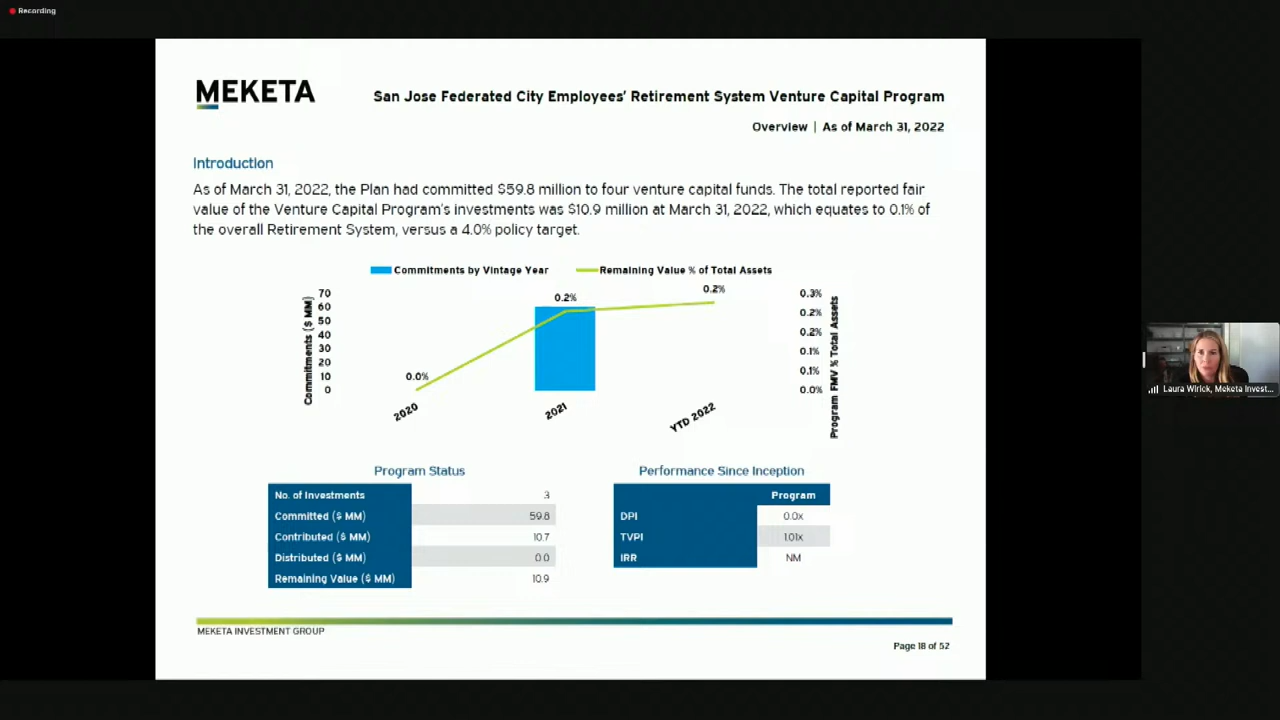 Recording
MEKETA
San Jose Federated City Employees' Retirement System Venture Capital Program
Overview | As of March 31, 2022
Introduction
As of March 31, 2022, the Plan had committed $59.8 million to four venture capital funds. The total reported fair
value of the Venture Capital Program's investments was $10.9 million at March 31, 2022, which equates to 0.1% of
the overall Retirement System, versus a 4.0% policy target.
Commitments by Vintage Year
Remaining Value % of Total Assets
Commitments ($ MM)
70
60
50
40
30
20
10
0
0.0%
0.2%
0.2%
0.3%
0.2%
0.2%
0.1%
0.1%
0.0%
Program FMV % Total Assets
2020
2021
YTD 2022
Program Status
No. of Investments 3
Committed ($ MM) 59.8
Contributed ($ MM) 10.7
Distributed ($ MM) 0.0
Remaining Value ($ MM) 10.9
Performance Since Inception
Program
DPI 0.0x
TVPI 1.01x
IRR NM
MEKETA INVESTMENT GROUP
Page 18 of 52
Laura Wirick, Meketa Invest...